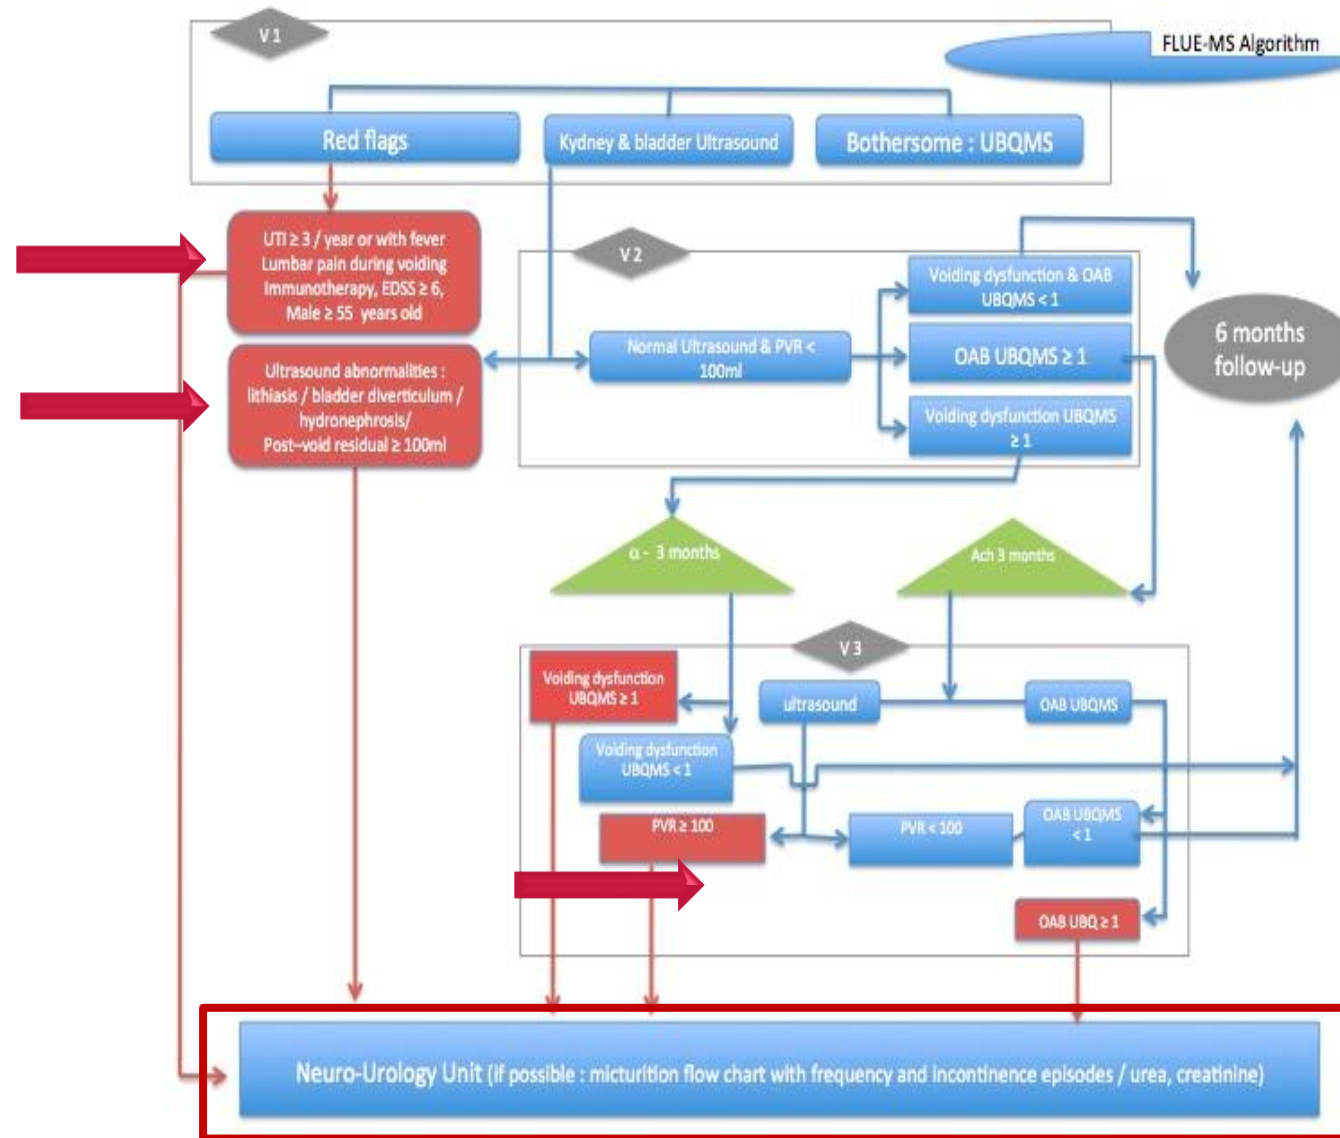 V 1
FLUE-MS Algorithm
Red flags
Kydney & bladder Ultrasound
Bothersome : UBQMS
UTI ≥ 3 / year or with fever
Lumbar pain during voiding
Immunotherapy, EDSS ≥ 6,
Male ≥ 55 years old
Ultrasound abnormalities :
lithiasis / bladder diverticulum /
hydronephrosis/
Post–void residual ≥ 100ml
V 2
Normal Ultrasound & PVR <
100ml
Voiding dysfunction & OAB
UBQMS < 1
OAB UBQMS ≥ 1
Voiding dysfunction UBQMS
≥ 1
6 months
follow-up
α - 3 months
Ach 3 months
V 3
Voiding dysfunction
UBQMS ≥ 1
ultrasound
OAB UBQMS
Voiding dysfunction
UBQMS < 1
PVR ≥ 100
PVR < 100
OAB UBQMS
< 1
OAB UBQ ≥ 1
Neuro-Urology Unit (if possible : micturition flow chart with frequency and incontinence episodes / urea, creatinine)